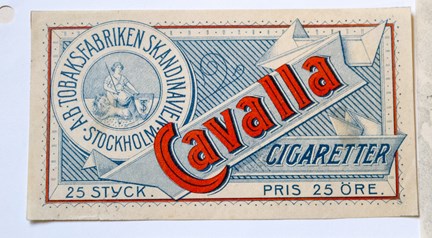 A.B. TOBAKSFABRIKEN SKANDINAVIEN
STOCKHOLM
Cavalla
CIGARETTER
25 STYCK.
PRIS 25 ÖRE.